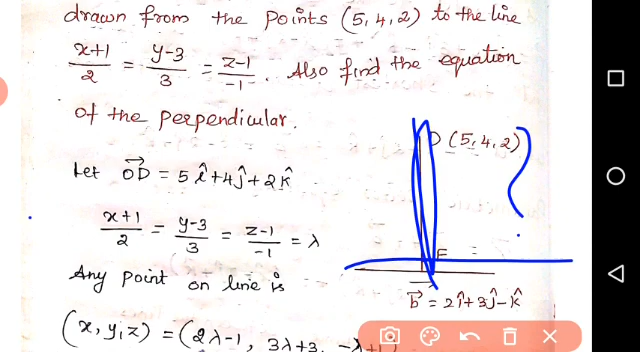 drawn from the points (5, 4, 2) to the line
x+1/2 = y-3/3 = z-1/-1. Also find the equation
of the perpendicular.
D (5, 4, 2)
Let OD⃗ = 5î+4ĵ+2k̂
x+1/2 = y-3/3 = z-1/-1 = λ
F
Any point on line is
b⃗ = 2î+3ĵ-k̂
(x, y, z) = (2λ-1, 3λ+3, -λ+1)